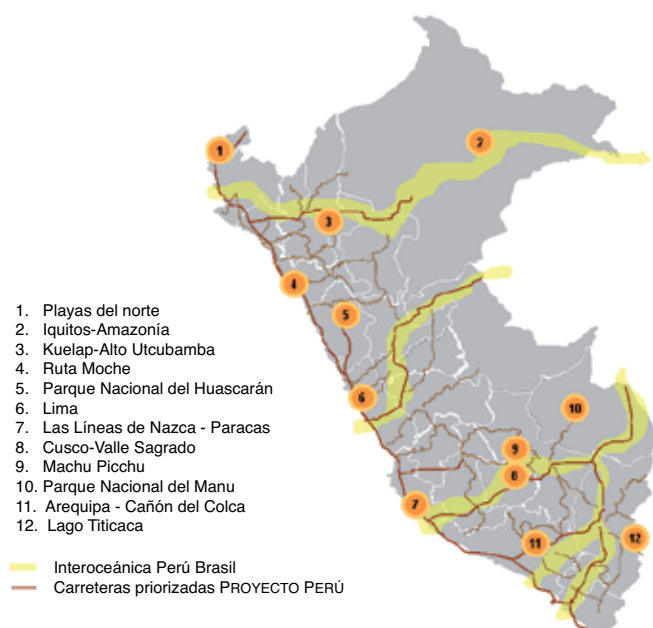 1
2
3
4
5
6
7
8
9
10
11
12
1. Playas del norte
2. Iquitos-Amazonía
3. Kuelap-Alto Utcubamba
4. Ruta Moche
5. Parque Nacional del Huascarán
6. Lima
7. Las Líneas de Nazca - Paracas
8. Cusco-Valle Sagrado
9. Machu Picchu
10. Parque Nacional del Manu
11. Arequipa - Cañón del Colca
12. Lago Titicaca
Interoceánica Perú Brasil
Carreteras priorizadas PROYECTO PERÚ